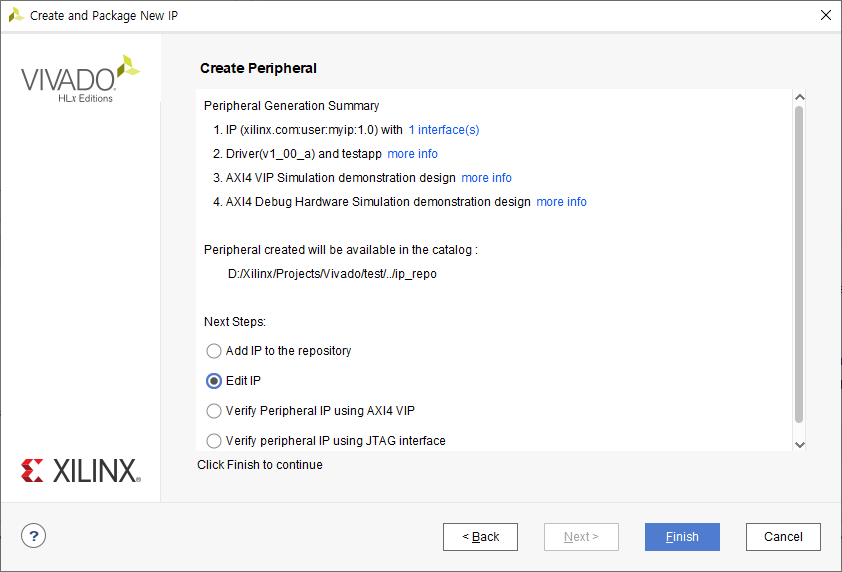 Create and Package New IP
VIVADO
HLx Editions
Create Peripheral
Peripheral Generation Summary
1. IP (xilinx.com:user:myip:1.0) with 1 interface(s)
2. Driver(v1_00_a) and testapp more info
3. AXI4 VIP Simulation demonstration design more info
4. AXI4 Debug Hardware Simulation demonstration design more info
Peripheral created will be available in the catalog :
D:/Xilinx/Projects/Vivado/test/../ip_repo
Next Steps:
Add IP to the repository
Edit IP
Verify Peripheral IP using AXI4 VIP
Verify peripheral IP using JTAG interface
Click Finish to continue
XILINX
?
< Back
Next >
Finish
Cancel